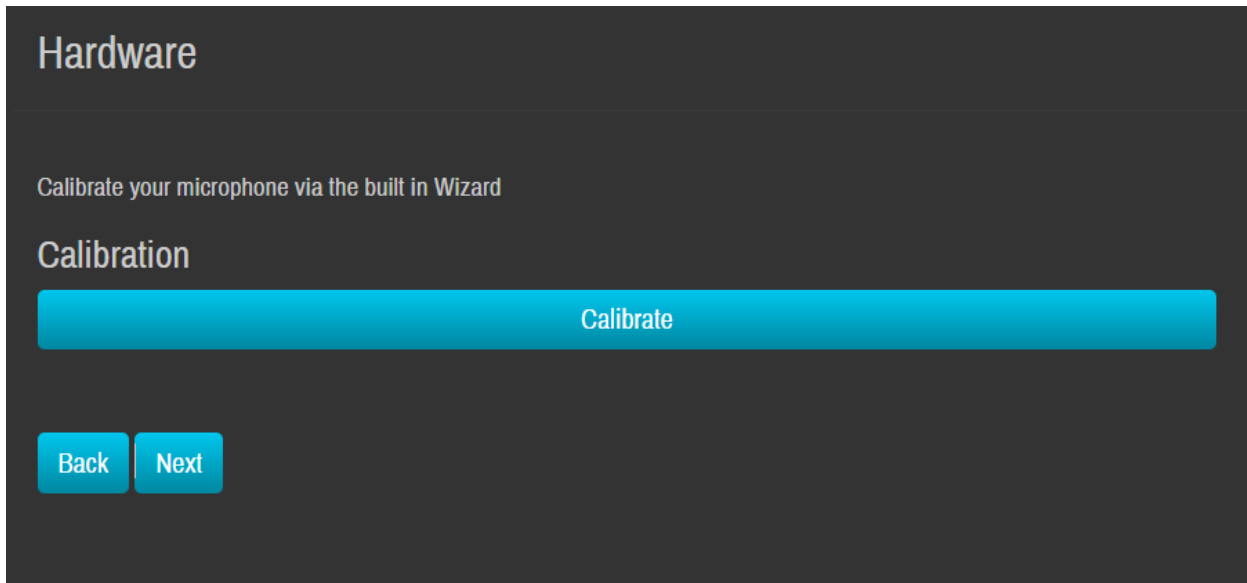 Hardware
Calibrate your microphone via the built in Wizard
Calibration
Calibrate
Back Next